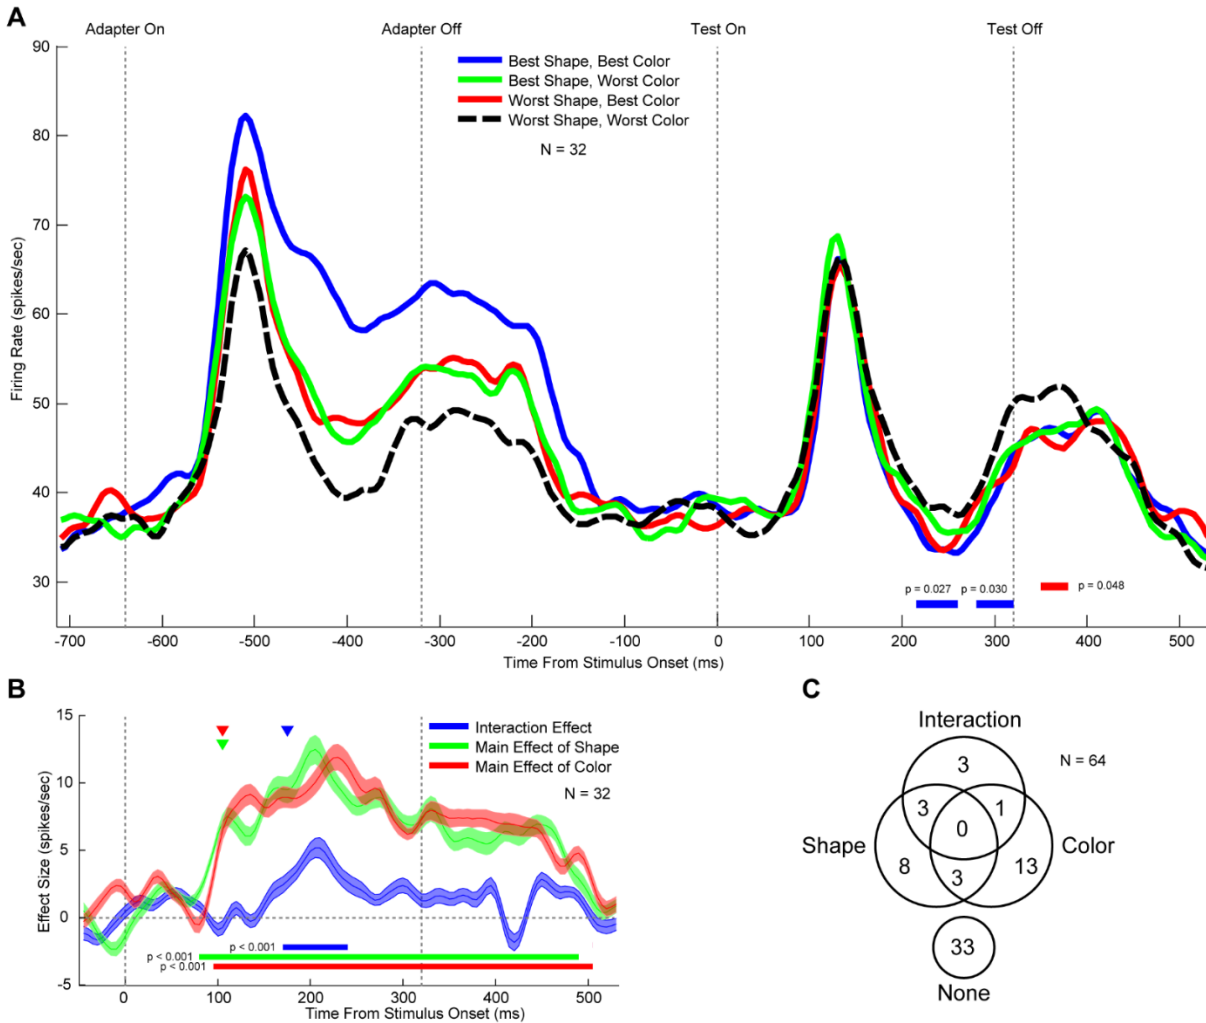 A
Adapter On Adapter Off Test On Test Off
90
80
70
60
50
40
30
Firing Rate (spikes/sec)
Best Shape, Best Color
Best Shape, Worst Color
Worst Shape, Best Color
Worst Shape, Worst Color
N = 32
p = 0.027 p = 0.030 p = 0.048
-700 -600 -500 -400 -300 -200 -100 0 100 200 300 400 500
Time From Stimulus Onset (ms)
B
15
10
5
0
-5
Effect Size (spikes/sec)
Interaction Effect
Main Effect of Shape
Main Effect of Color
N = 32
p < 0.001
p < 0.001
p < 0.001
0 100 200 300 400 500
Time From Stimulus Onset (ms)
C
Interaction
N = 64
3
3 1
0
Shape Color
8 13
3
33
None